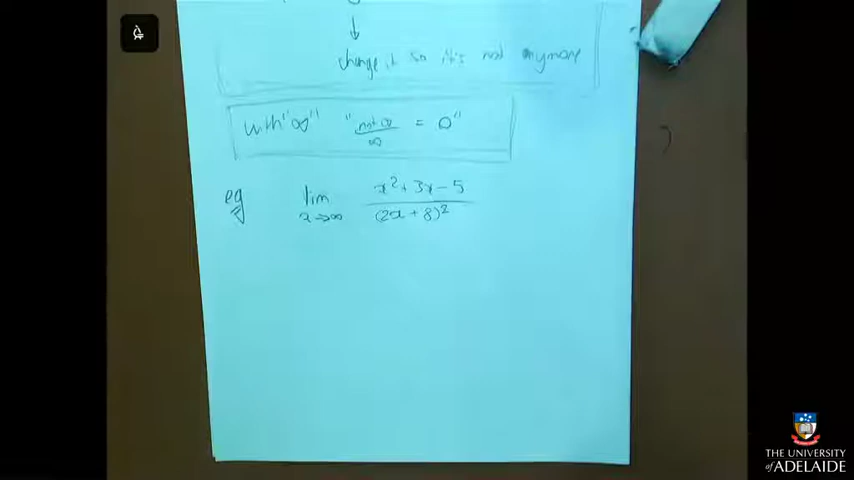 change it so it's not anymore
with "∞" "not ∞ / ∞ = 0"
eg lim x→∞ x² + 3x - 5 / (2x + 8)²
THE UNIVERSITY
of ADELAIDE